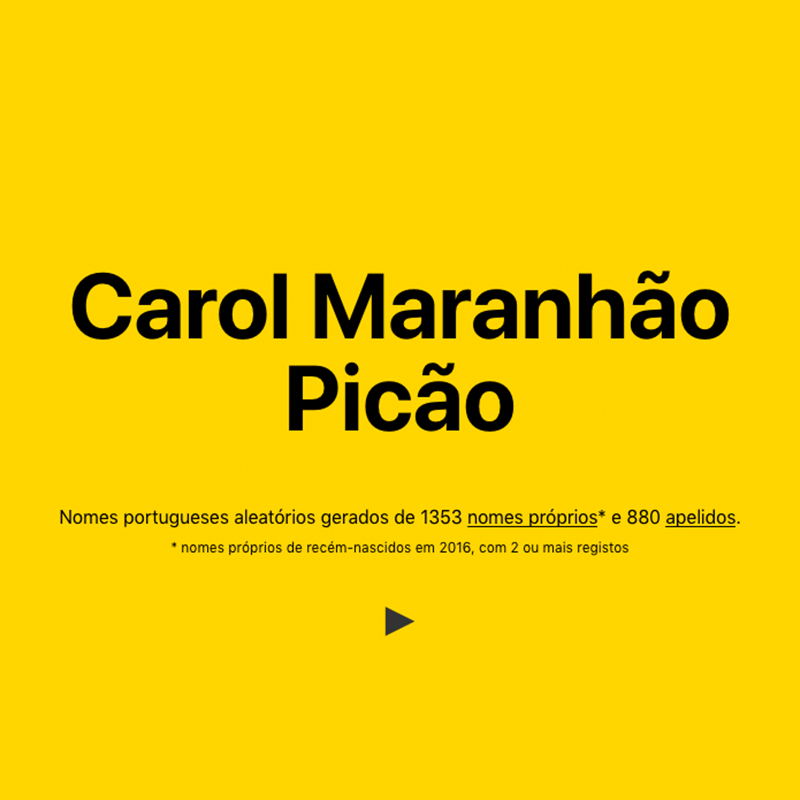 Carol Maranhão
Picão
Nomes portugueses aleatórios gerados de 1353 nomes próprios* e 880 apelidos.
* nomes próprios de recém-nascidos em 2016, com 2 ou mais registos